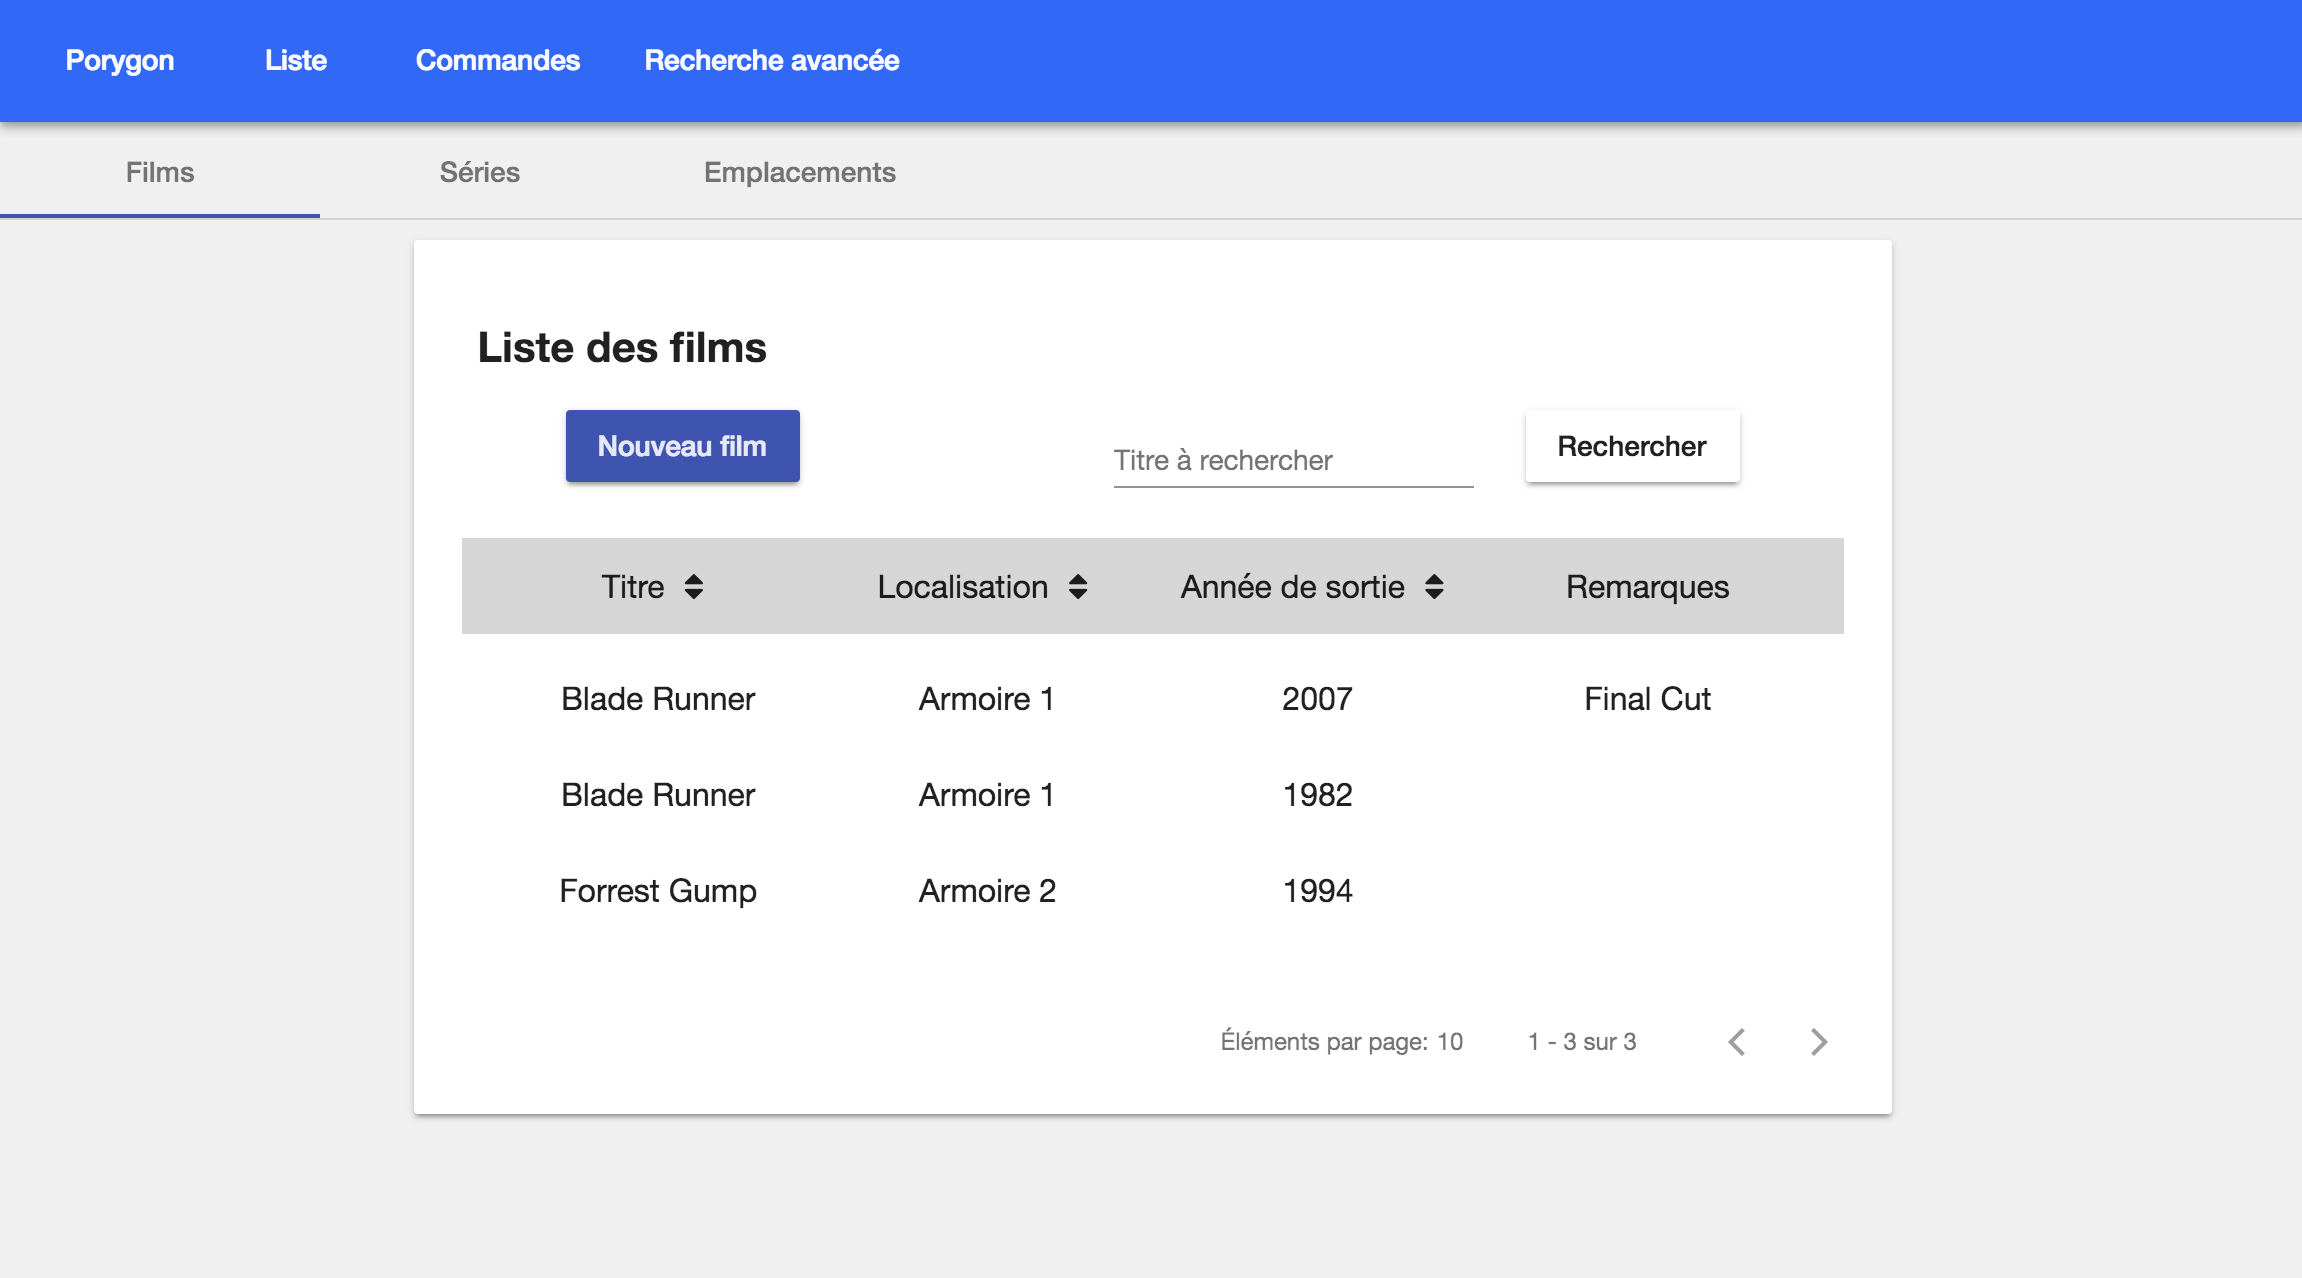 Porygon Liste Commandes Recherche avancée
Films Séries Emplacements
Liste des films
Nouveau film Titre à rechercher Rechercher
Titre Localisation Année de sortie Remarques
Blade Runner Armoire 1 2007 Final Cut
Blade Runner Armoire 1 1982
Forrest Gump Armoire 2 1994
Éléments par page: 10 1 - 3 sur 3